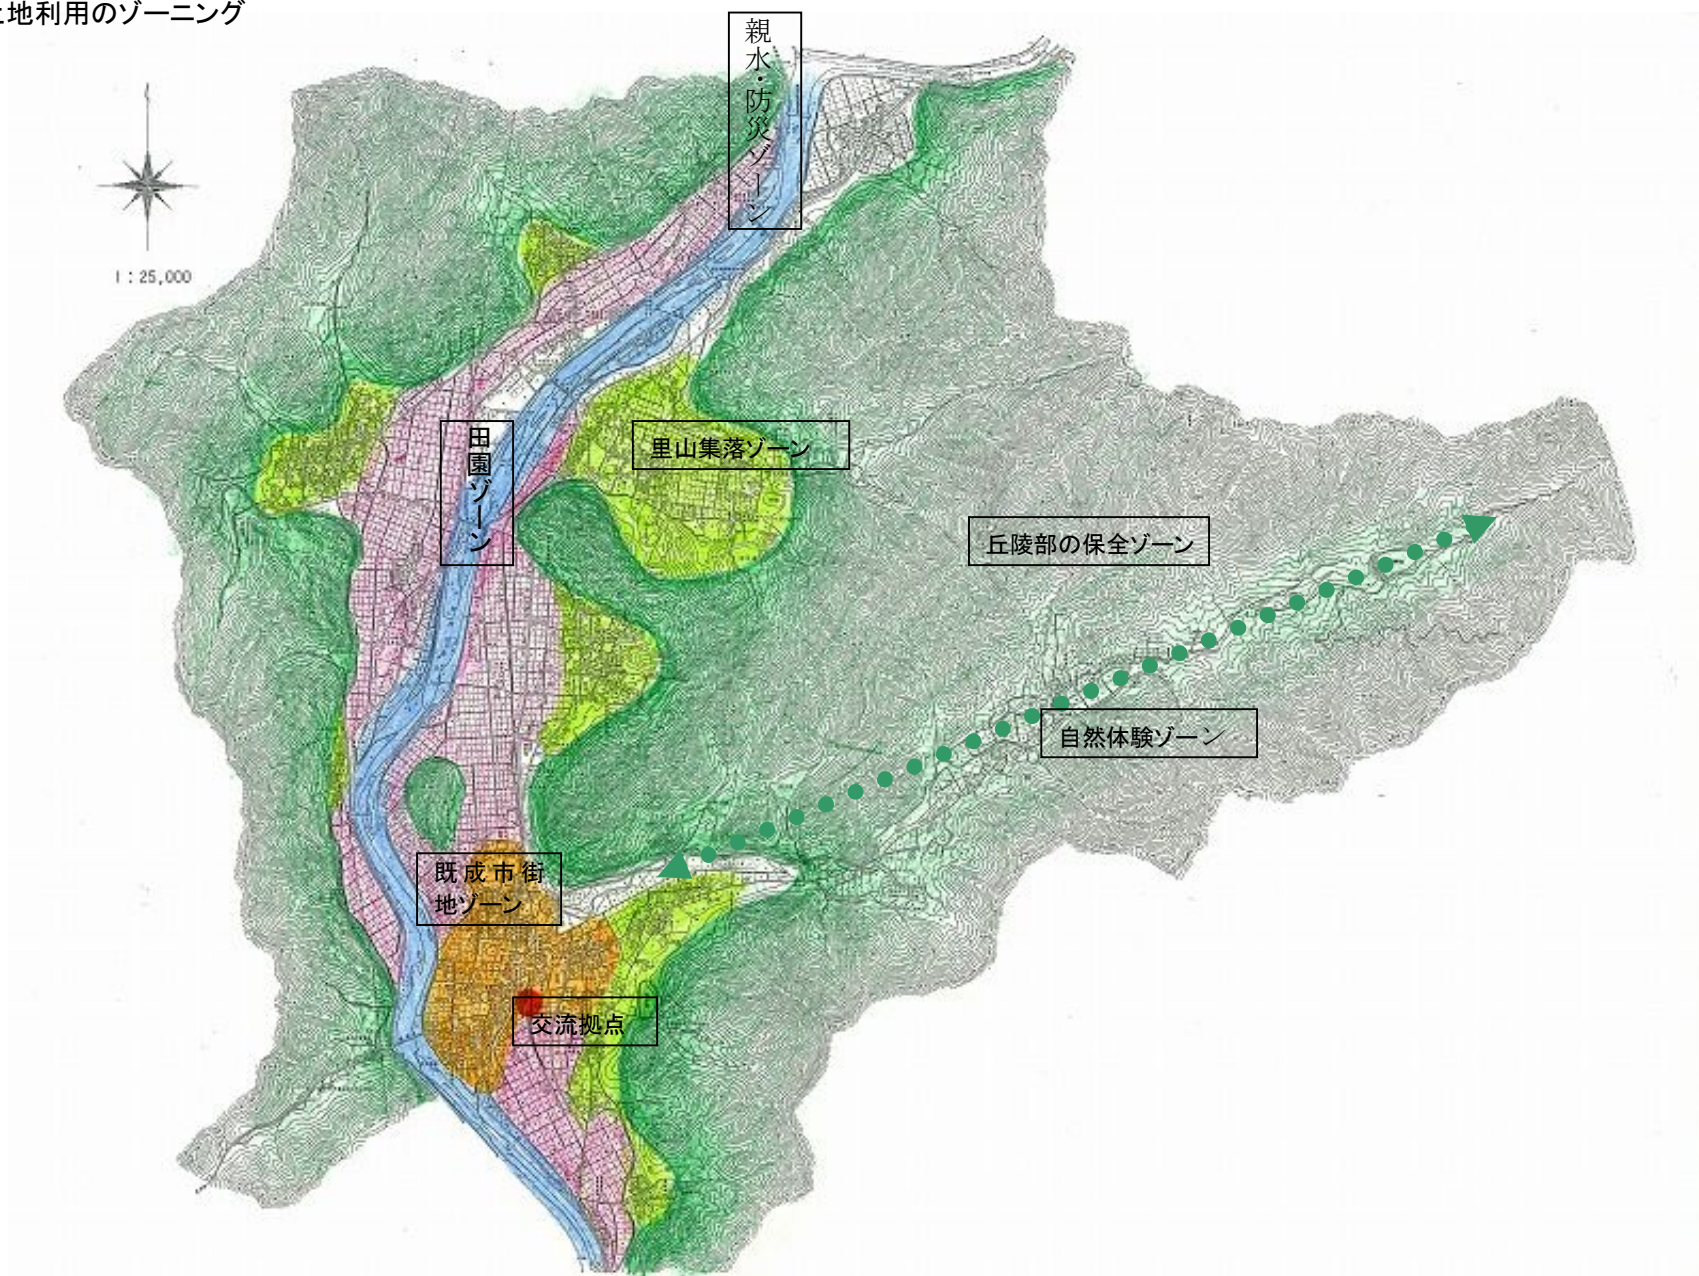 土地利用のゾーニング
親水・防災ゾーン
1:25,000
田園ゾーン
里山集落ゾーン
丘陵部の保全ゾーン
自然体験ゾーン
既成市街
地ゾーン
交流拠点